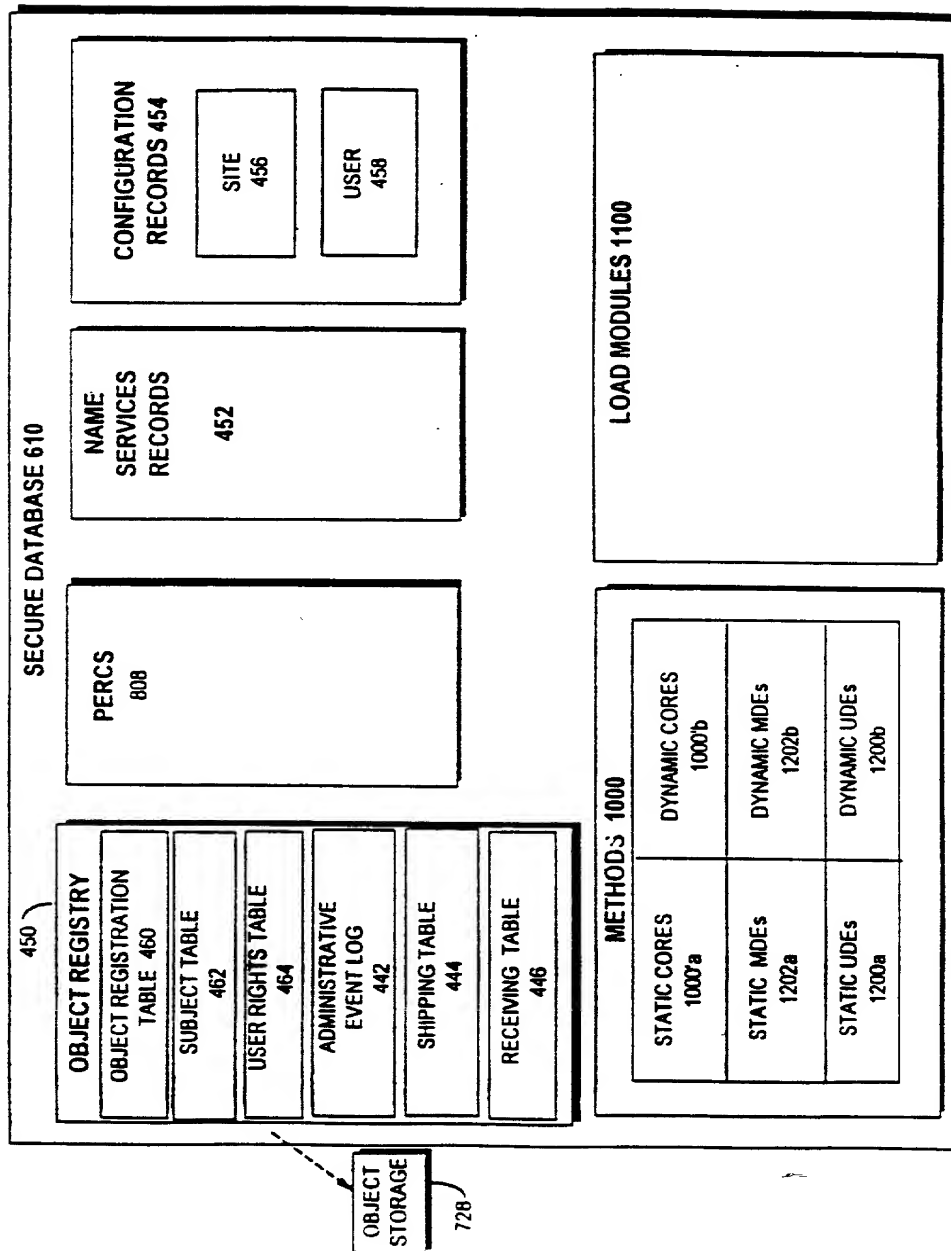 SECURE DATABASE 610
450
OBJECT REGISTRY
OBJECT REGISTRATION
TABLE 460
SUBJECT TABLE
462
USER RIGHTS TABLE
464
ADMINISTRATIVE
EVENT LOG
442
SHIPPING TABLE
444
RECEIVING TABLE
446
OBJECT
STORAGE
728
PERCS
808
NAME
SERVICES
RECORDS
452
CONFIGURATION
RECORDS 454
SITE
456
USER
458
METHODS 1000
STATIC CORES
1000'a
DYNAMIC CORES
1000'b
STATIC MDEs
1202a
DYNAMIC MDEs
1202b
STATIC UDEs
1200a
DYNAMIC UDEs
1200b
LOAD MODULES 1100